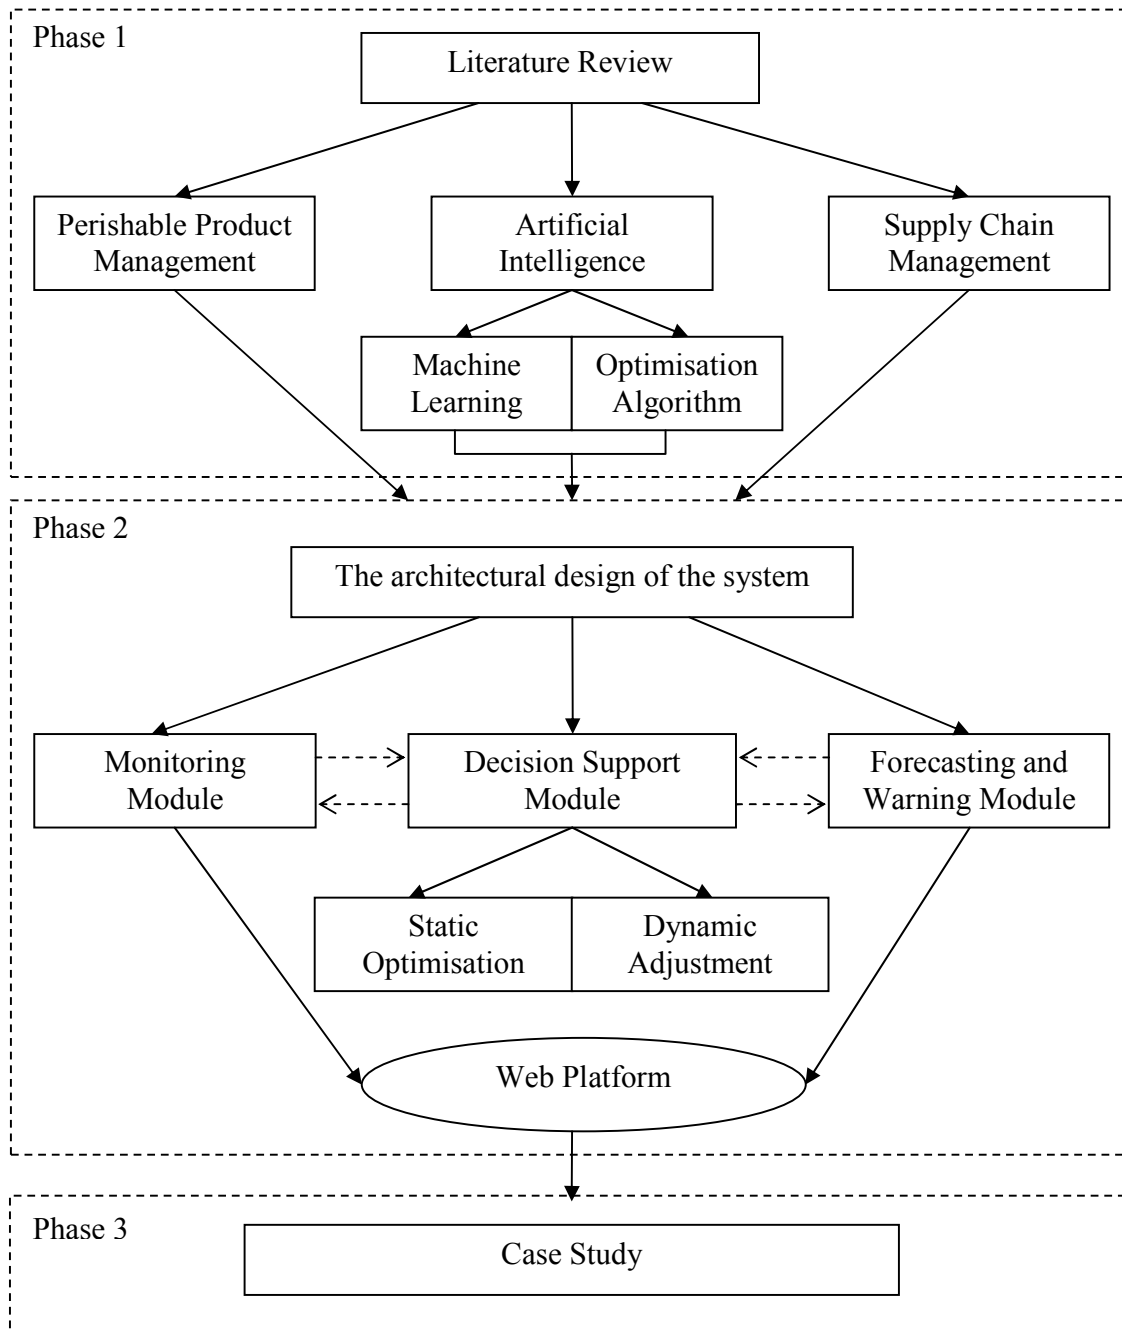 Phase 1
Literature Review
Perishable Product
Management
Artificial
Intelligence
Supply Chain
Management
Machine
Learning
Optimisation
Algorithm
Phase 2
The architectural design of the system
Monitoring
Module
Decision Support
Module
Forecasting and
Warning Module
Static
Optimisation
Dynamic
Adjustment
Web Platform
Phase 3
Case Study